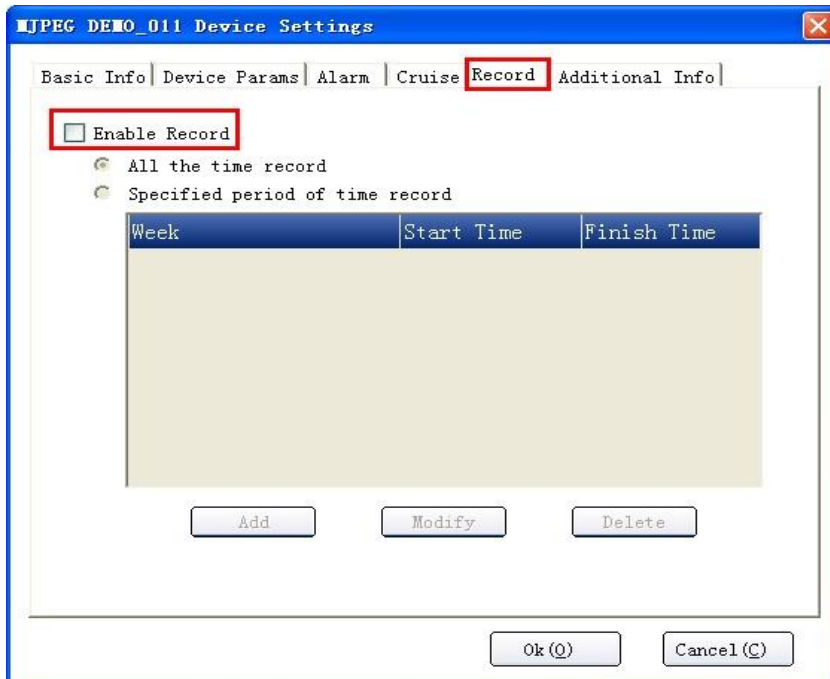 MJPEG DEMO_011 Device Settings
Basic Info Device Params Alarm Cruise Record Additional Info
Enable Record
All the time record
Specified period of time record
Week Start Time Finish Time
Add Modify Delete
Ok(O) Cancel(C)